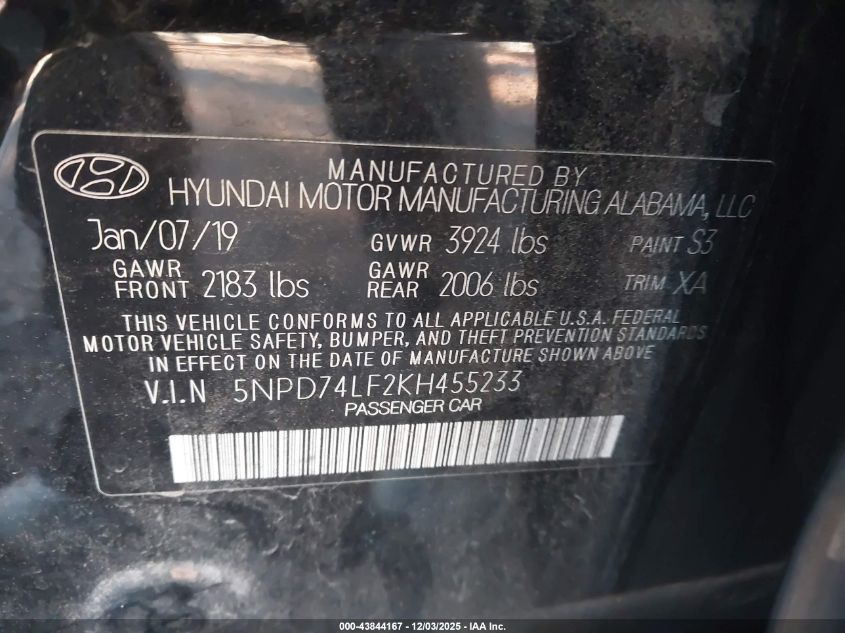 MANUFACTURED BY
HYUNDAI MOTOR MANUFACTURING ALABAMA, LLC
Jan/07/19 GVWR 3924 lbs PAINT S3
GAWR FRONT 2183 lbs GAWR REAR 2006 lbs TRIM XA
THIS VEHICLE CONFORMS TO ALL APPLICABLE U.S.A. FEDERAL
MOTOR VEHICLE SAFETY, BUMPER, AND THEFT PREVENTION STANDARDS
IN EFFECT ON THE DATE OF MANUFACTURE SHOWN ABOVE
V.I.N 5NPD74LF2KH455233
PASSENGER CAR
000-43844167 - 12/03/2025 - IAA Inc.